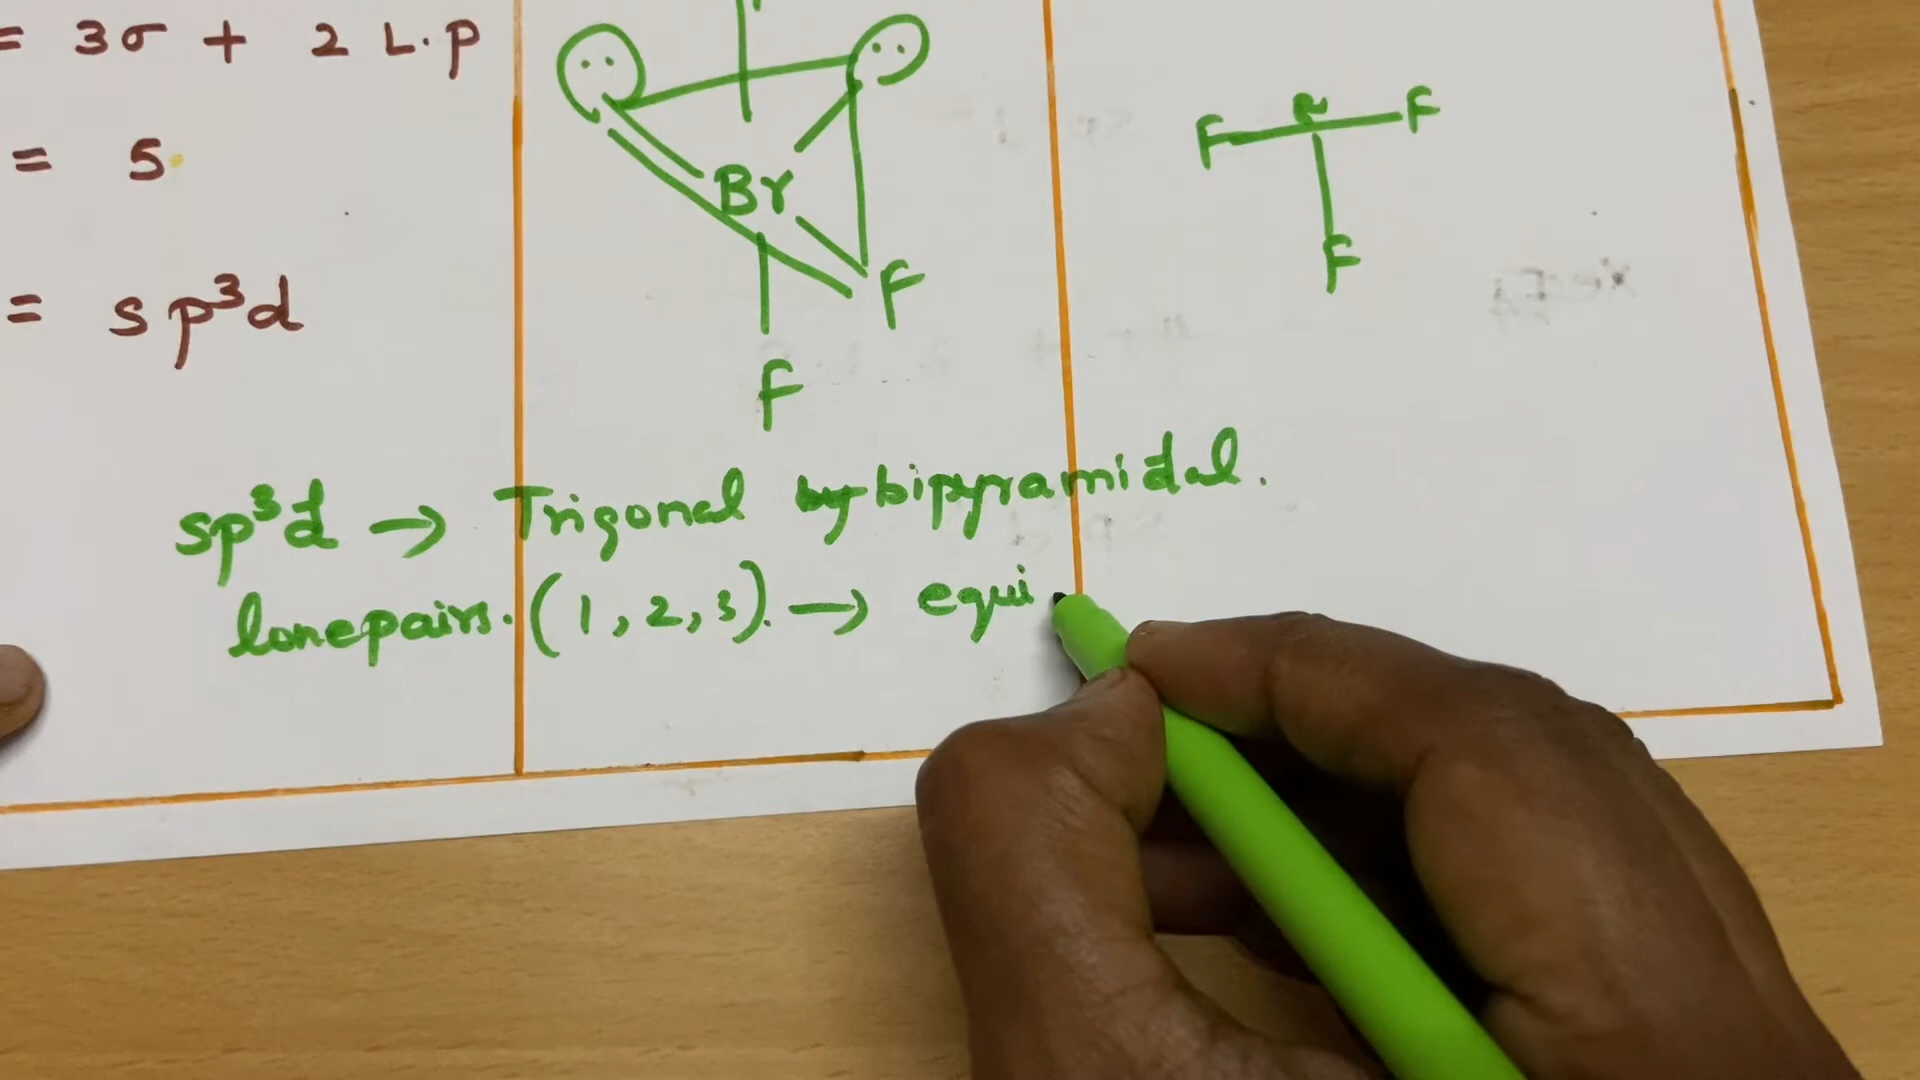 = 3σ + 2 L.p
= 5
= sp³d
Br
F
F
F
F
F
sp³d → Trigonal by bipyramidal.
lonepairs. (1, 2, 3). → equi